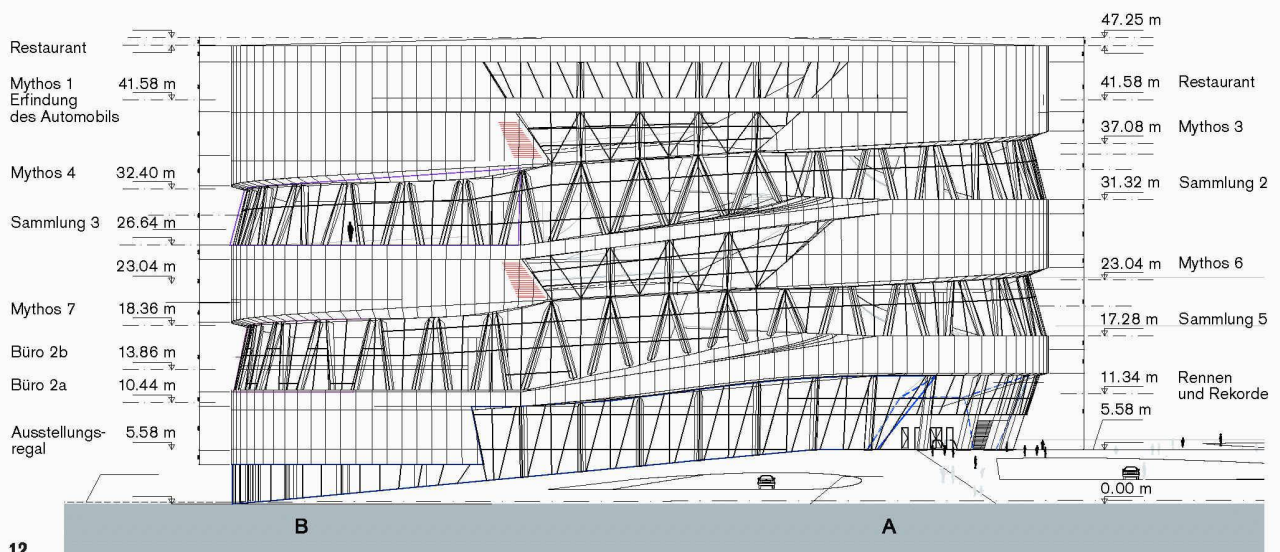 Restaurant
Mythos 1 41.58 m
Erfindung
des Automobils
Mythos 4 32.40 m
Sammlung 3 26.64 m
23.04 m
Mythos 7 18.36 m
Büro 2b 13.86 m
Büro 2a 10.44 m
Ausstellungs- 5.58 m
regal
47.25 m
41.58 m Restaurant
37.08 m Mythos 3
31.32 m Sammlung 2
23.04 m Mythos 6
17.28 m Sammlung 5
11.34 m Rennen
und Rekorde
5.58 m
0.00 m
B
A
12